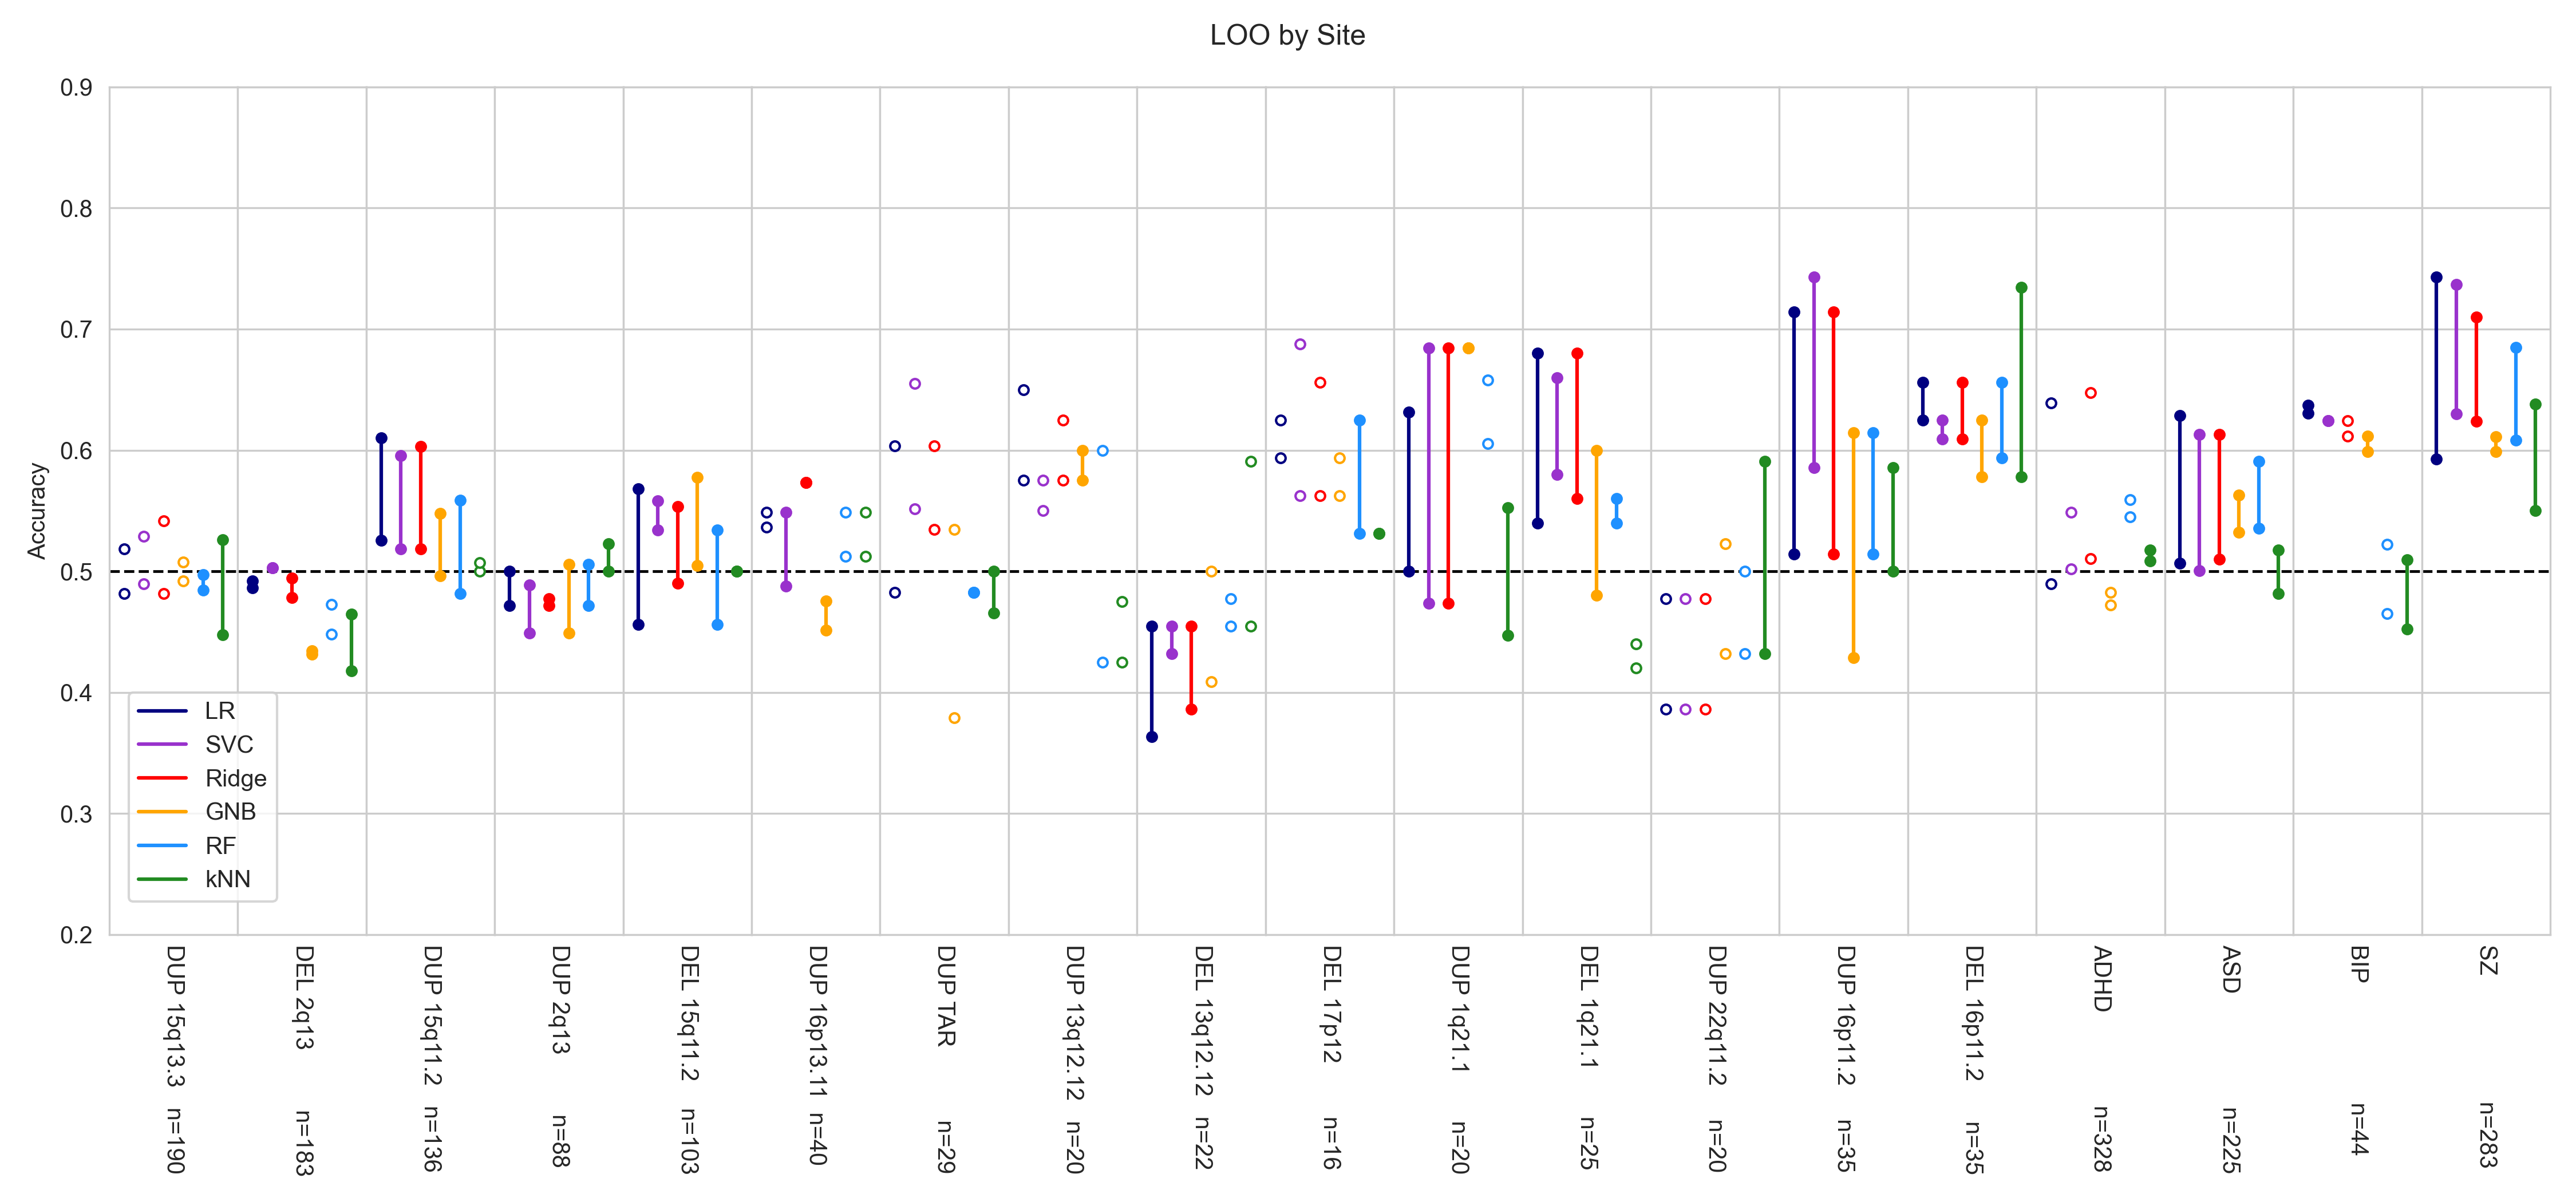 LOO by Site
Accuracy
0.9
0.8
0.7
0.6
0.5
0.4
0.3
0.2
LR
SVC
Ridge
GNB
RF
kNN
DUP 15q13.3 n=190
DEL 2q13 n=183
DUP 15q11.2 n=136
DUP 2q13 n=88
DEL 15q11.2 n=103
DUP 16p13.11 n=40
DUP TAR n=29
DUP 13q12.12 n=20
DEL 13q12.12 n=22
DEL 17p12 n=16
DUP 1q21.1 n=20
DEL 1q21.1 n=25
DUP 22q11.2 n=20
DUP 16p11.2 n=35
DEL 16p11.2 n=35
ADHD n=328
ASD n=225
BIP n=44
SZ n=283